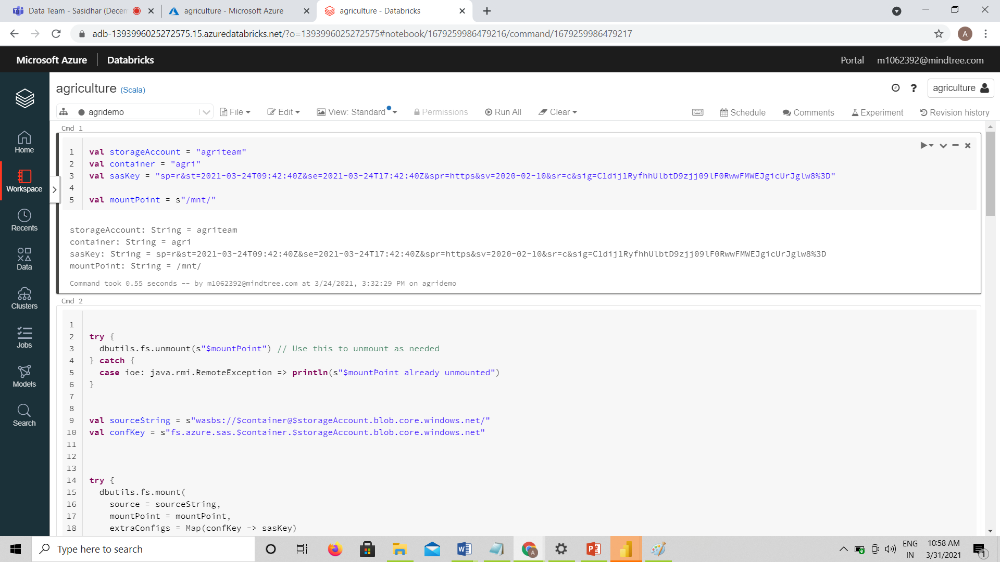 Data Team - Sasidhar (Decem
agriculture - Microsoft Azure
agriculture - Databricks
adb-1393996025272575.15.azuredatabricks.net/?o=1393996025272575#notebook/1679259986479216/command/1679259986479217
A
Microsoft Azure
Databricks
Portal
m1062392@mindtree.com
agriculture (Scala)
? agriculture
agridemo
File
Edit
View: Standard
Permissions
Run All
Clear
Schedule
Comments
Experiment
Revision history
Home
Workspace
Recents
Data
Clusters
Jobs
Models
Search
Cmd 1
1 val storageAccount = "agriteam"
2 val container = "agri"
3 val sasKey = "sp=r&st=2021-03-24T09:42:40Z&se=2021-03-24T17:42:40Z&spr=https&sv=2020-02-10&sr=c&sig=C1dij1RyfhhUlbtD9zjj09lF0RwwFMWEJgicUrJglw8%3D"
4
5 val mountPoint = s"/mnt/"
storageAccount: String = agriteam
container: String = agri
sasKey: String = sp=r&st=2021-03-24T09:42:40Z&se=2021-03-24T17:42:40Z&spr=https&sv=2020-02-10&sr=c&sig=C1dij1RyfhhUlbtD9zjj09lF0RwwFMWEJgicUrJglw8%3D
mountPoint: String = /mnt/
Command took 0.55 seconds -- by m1062392@mindtree.com at 3/24/2021, 3:32:29 PM on agridemo
Cmd 2
1
2 try {
3 dbutils.fs.unmount(s"$mountPoint") // Use this to unmount as needed
4 } catch {
5 case ioe: java.rmi.RemoteException => println(s"$mountPoint already unmounted")
6 }
7
8
9 val sourceString = s"wasbs://$container@$storageAccount.blob.core.windows.net/"
10 val confKey = s"fs.azure.sas.$container.$storageAccount.blob.core.windows.net"
11
12
13
14 try {
15 dbutils.fs.mount(
16 source = sourceString,
17 mountPoint = mountPoint,
18 extraConfigs = Map(confKey -> sasKey)
Type here to search
ENG
IN
10:58 AM
3/31/2021
1